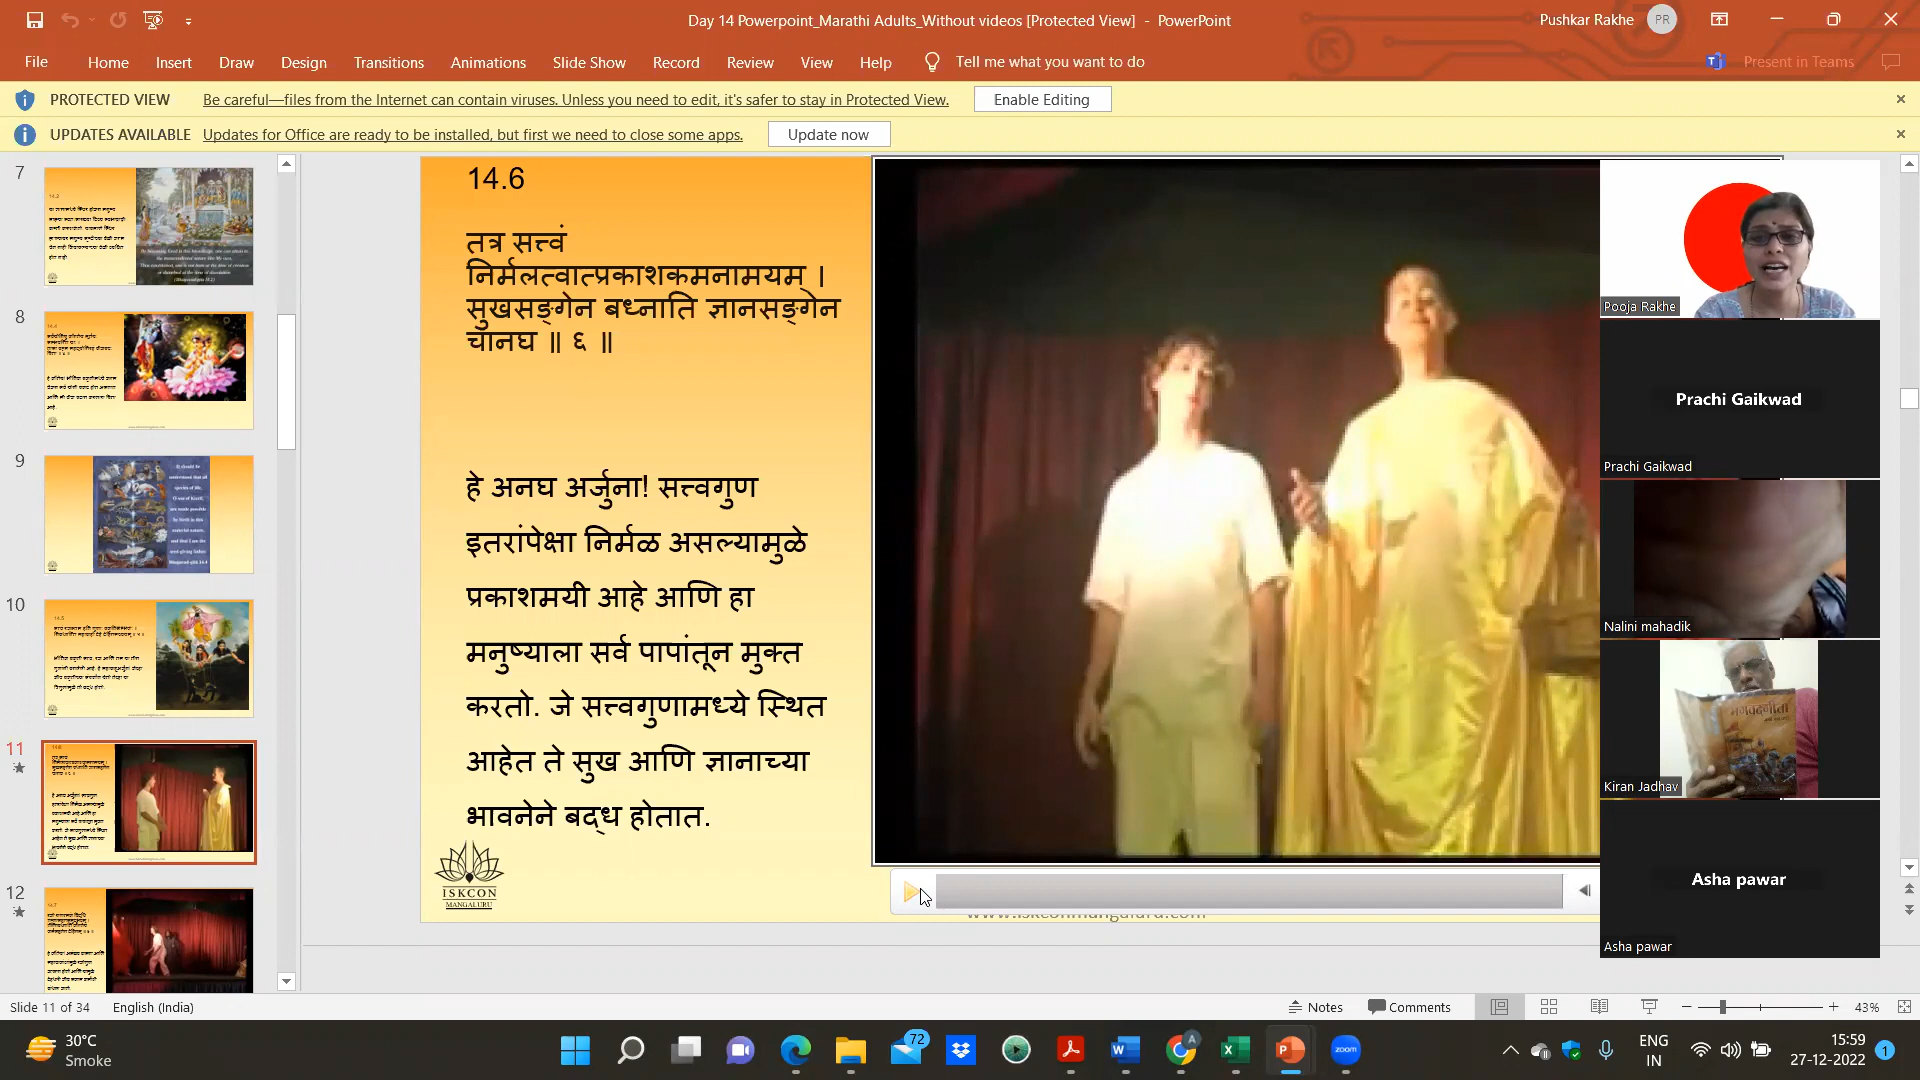 Day 14 Powerpoint_Marathi Adults_Without videos [Protected View] - PowerPoint
Pushkar Rakhe
PR
File
Home
Insert
Draw
Design
Transitions
Animations
Slide Show
Record
Review
View
Help
Tell me what you want to do
Present in Teams
PROTECTED VIEW
Be careful—files from the Internet can contain viruses. Unless you need to edit, it's safer to stay in Protected View.
Enable Editing
UPDATES AVAILABLE
Updates for Office are ready to be installed, but first we need to close some apps.
Update now
7
8
9
10
11
12
14.6
तत्र सत्त्वं
निर्मलत्वात्प्रकाशकमनामयम् |
सुखसङ्गेन बध्नाति ज्ञानसङ्गेन
चानघ ॥ ६ ॥
हे अनघ अर्जुना! सत्त्वगुण
इतरांपेक्षा निर्मळ असल्यामुळे
प्रकाशमयी आहे आणि हा
मनुष्याला सर्व पापांतून मुक्त
करतो. जे सत्त्वगुणामध्ये स्थित
आहेत ते सुख आणि ज्ञानाच्या
भावनेने बद्ध होतात.
ISKCON
MANGALURU
www.iskconmangaluru.com
Pooja Rakhe
Prachi Gaikwad
Prachi Gaikwad
Nalini mahadik
भगवद्गीता
Kiran Jadhav
Asha pawar
Asha pawar
Slide 11 of 34
English (India)
Notes
Comments
43%
30°C
Smoke
72
zoom
ENG
IN
15:59
27-12-2022
1